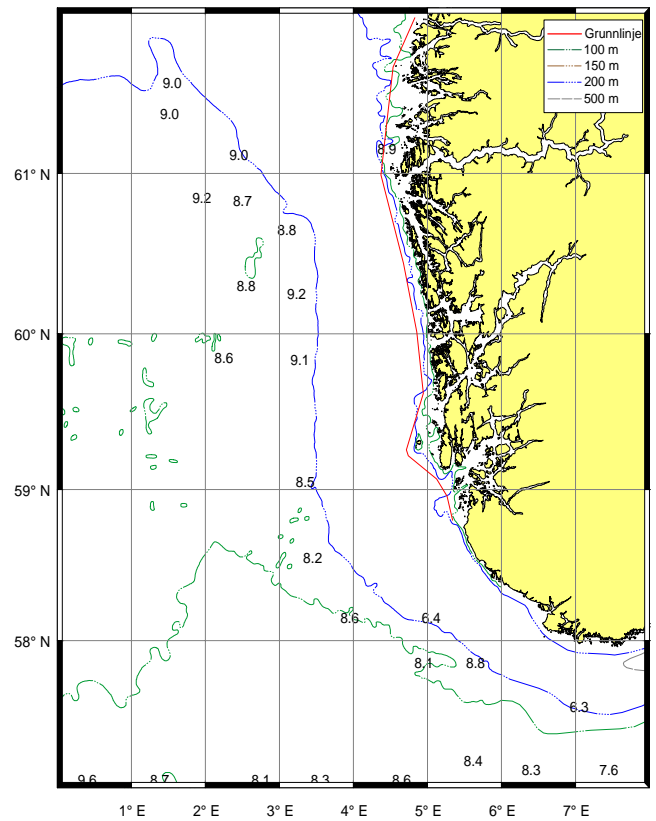 Grunnlinje
100 m
150 m
200 m
500 m
9.0
9.0
9.0
8.9
61° N
9.2 8.7
8.8
8.8
9.2
60° N
8.6 9.1
59° N
8.5
8.2
8.6 6.4
58° N
8.1 8.8
6.3
8.4
8.3 7.6
9.6 8.7 8.1 8.3 8.6
1° E 2° E 3° E 4° E 5° E 6° E 7° E